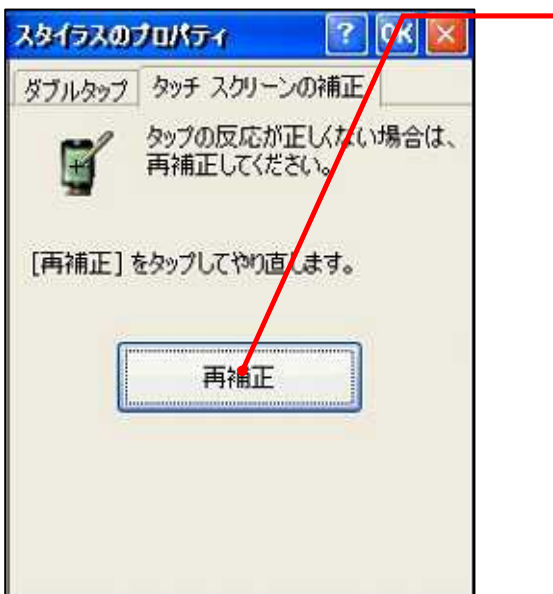 スタイラスのプロパティ ? OK ×
ダブルタップ タッチ スクリーンの補正
タップの反応が正しくない場合は、
再補正してください。
[再補正] をタップしてやり直します。
再補正